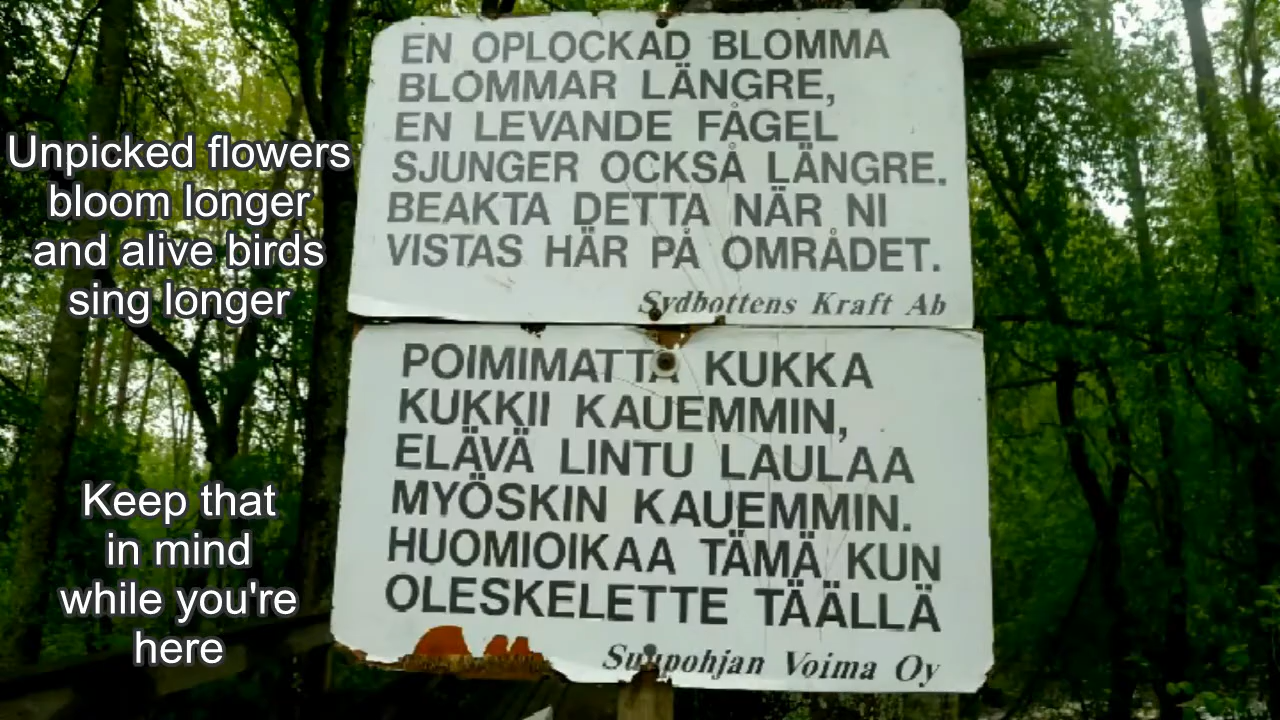 EN OPLOCKAD BLOMMA
BLOMMAR LÄNGRE,
EN LEVANDE FÅGEL
SJUNGER OCKSÅ LÄNGRE.
BEAKTA DETTA NÄR NI
VISTAS HÄR PÅ OMRÅDET.
Sydbottens Kraft Ab
POIMIMATTA KUKKA
KUKKII KAUEMMIN,
ELÄVÄ LINTU LAULAA
MYÖSKIN KAUEMMIN.
HUOMIOIKAA TÄMÄ KUN
OLESKELETTE TÄÄLLÄ
Suupohjan Voima Oy
Unpicked flowers
bloom longer
and alive birds
sing longer
Keep that
in mind
while you're
here